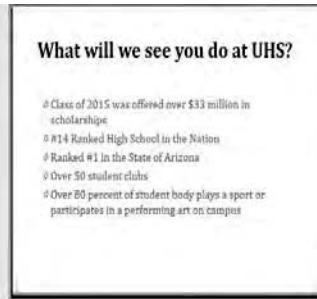 What will we see you do at UHS?
Class of 2015 was offered over $33 million in
scholarships
#14 Ranked High School in the Nation
Ranked #1 in the State of Arizona
Over 50 student clubs
Over 80 percent of student body plays a sport or
participates in a performing art on campus